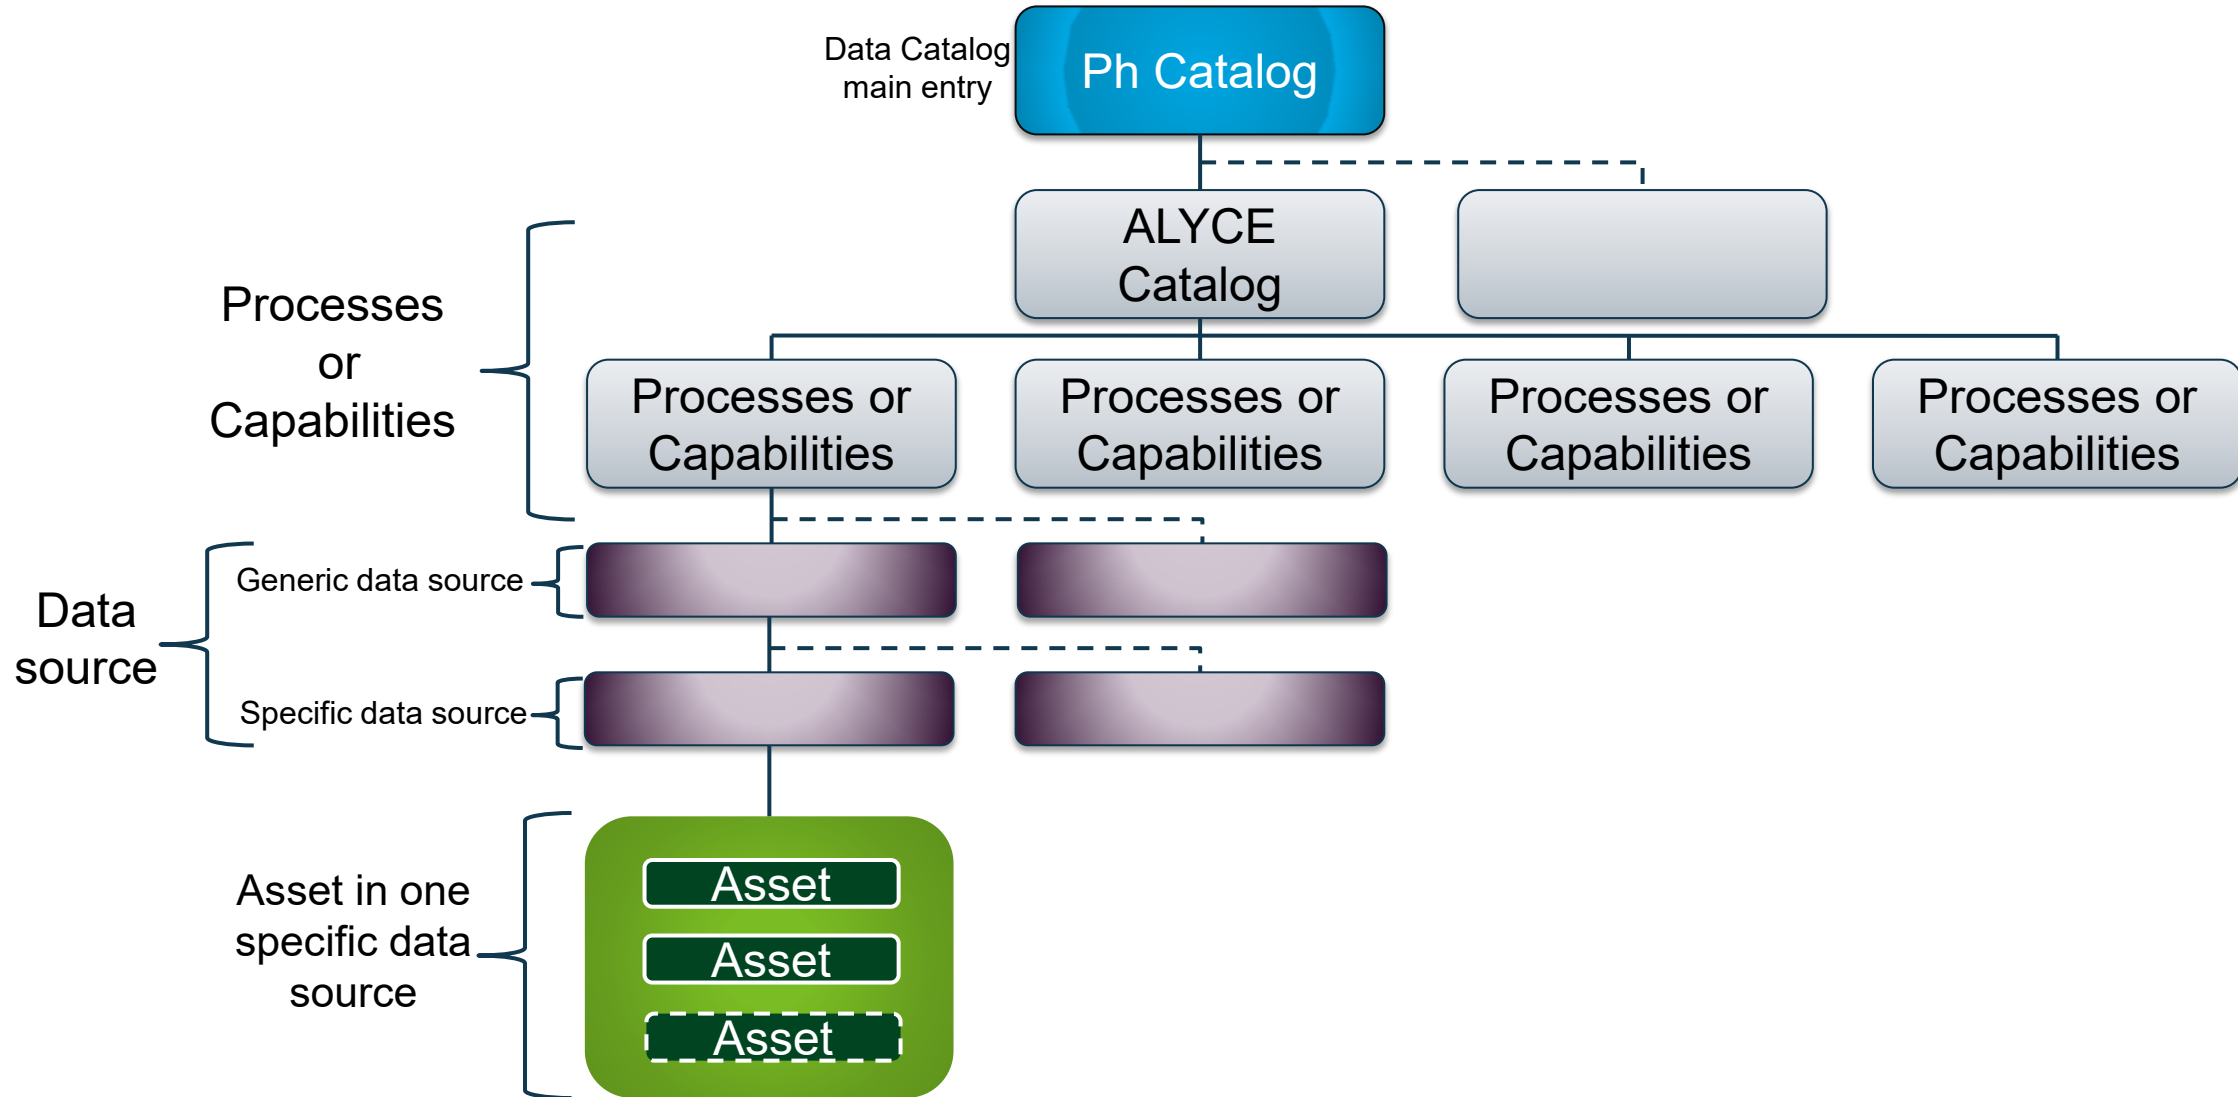 Data Catalog
main entry
Ph Catalog
ALYCE
Catalog
Processes
or
Capabilities
Processes or
Capabilities
Processes or
Capabilities
Processes or
Capabilities
Processes or
Capabilities
Data
source
Generic data source
Specific data source
Asset in one
specific data
source
Asset
Asset
Asset